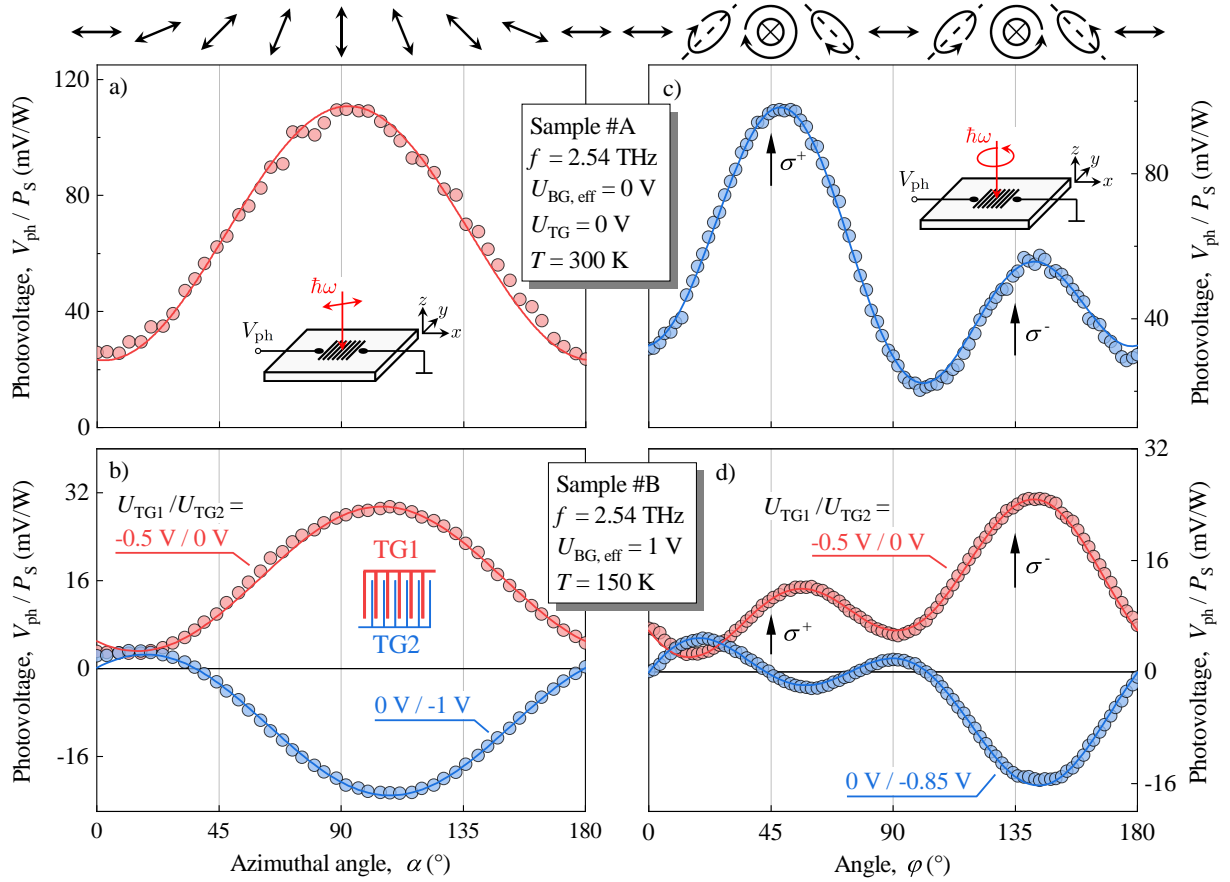 a)
120
80
40
0
Photovoltage, V_ph / P_S (mV/W)
ħω
V_ph
z
y
x
Sample #A
f = 2.54 THz
U_BG, eff = 0 V
U_TG = 0 V
T = 300 K
c)
σ+
σ-
ħω
V_ph
z
y
x
80
40
Photovoltage, V_ph / P_S (mV/W)
b)
32
16
0
-16
Photovoltage, V_ph / P_S (mV/W)
U_TG1 / U_TG2 =
-0.5 V / 0 V
TG1
TG2
0 V / -1 V
0 45 90 135 180
Azimuthal angle, α (°)
Sample #B
f = 2.54 THz
U_BG, eff = 1 V
T = 150 K
d)
U_TG1 / U_TG2 =
-0.5 V / 0 V
σ+
σ-
0 V / -0.85 V
32
16
0
-16
Photovoltage, V_ph / P_S (mV/W)
0 45 90 135 180
Angle, φ (°)